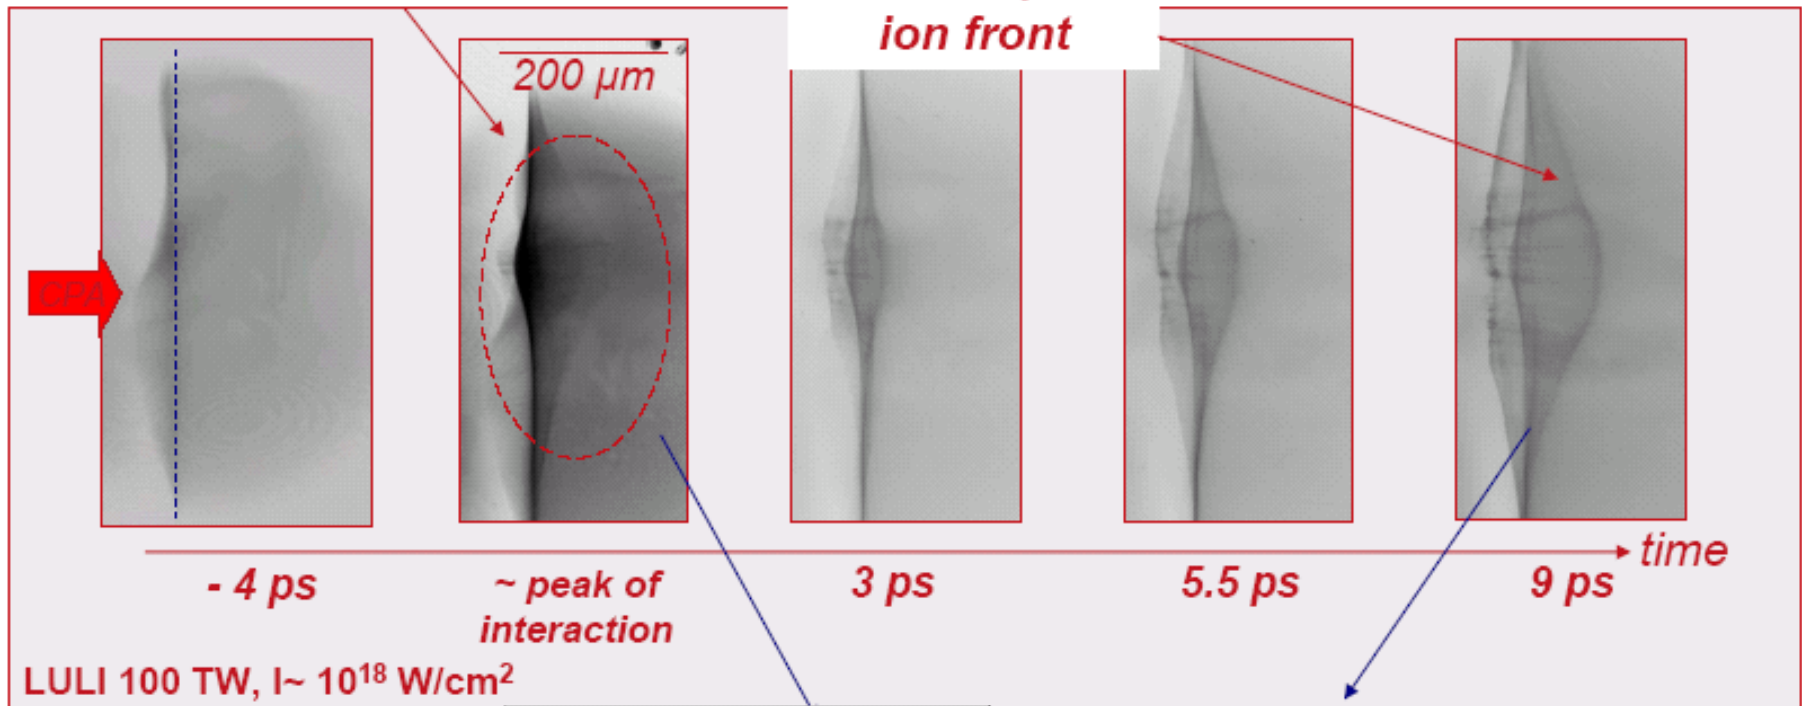 ion front
200 µm
CPA
time
- 4 ps
~ peak of
interaction
3 ps
5.5 ps
9 ps
LULI 100 TW, I~ 10¹⁸ W/cm²